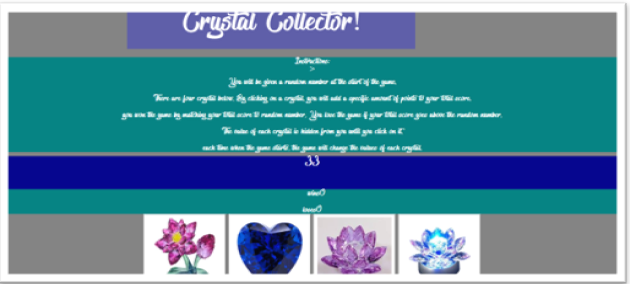 Crystal Collector!
Instructions:
>
You will be given a random number at the start of the game.
There are four crystal below. By clicking on a crystal, you will add a specific amount of points to your total score.
you won the game by matching your total score to random number. You lose the game if your total score goes above the random number.
The value of each crystal is hidden from you until you click on it.
each time when the game starts, the game will change the values of each crystal.
33
wins:0
losses:0